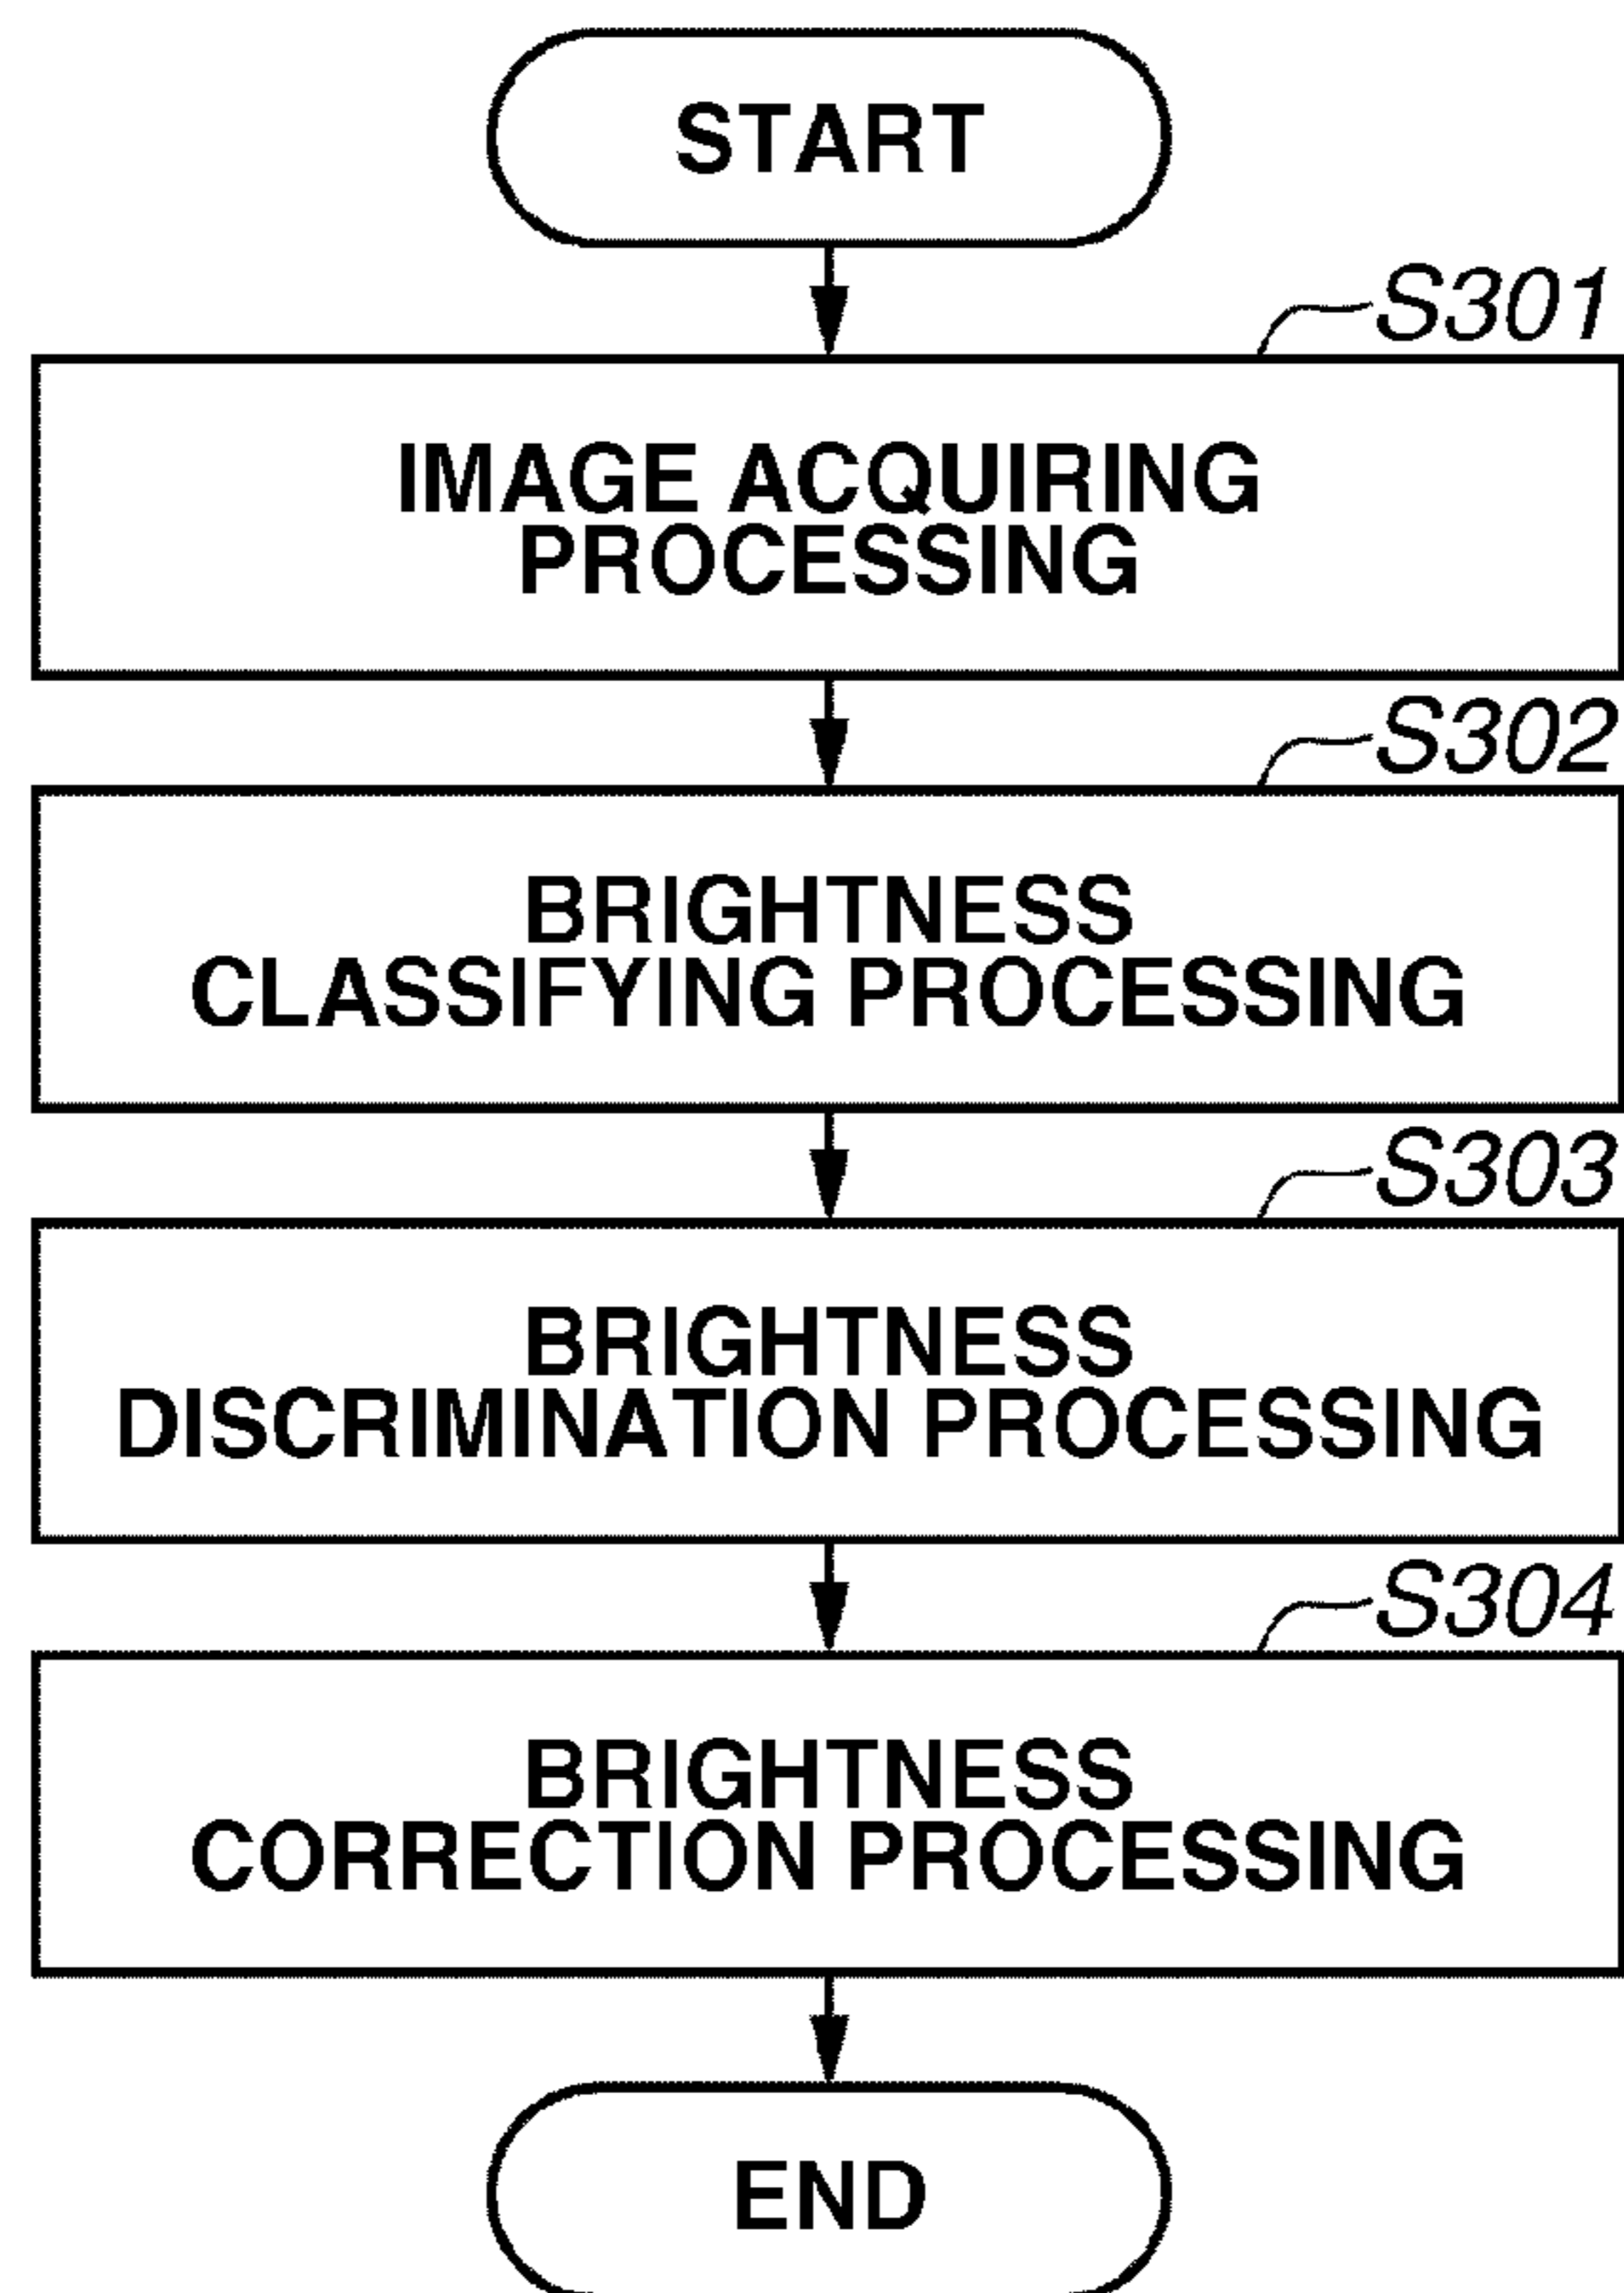 START
S301
IMAGE ACQUIRING
PROCESSING
S302
BRIGHTNESS
CLASSIFYING PROCESSING
S303
BRIGHTNESS
DISCRIMINATION PROCESSING
S304
BRIGHTNESS
CORRECTION PROCESSING
END